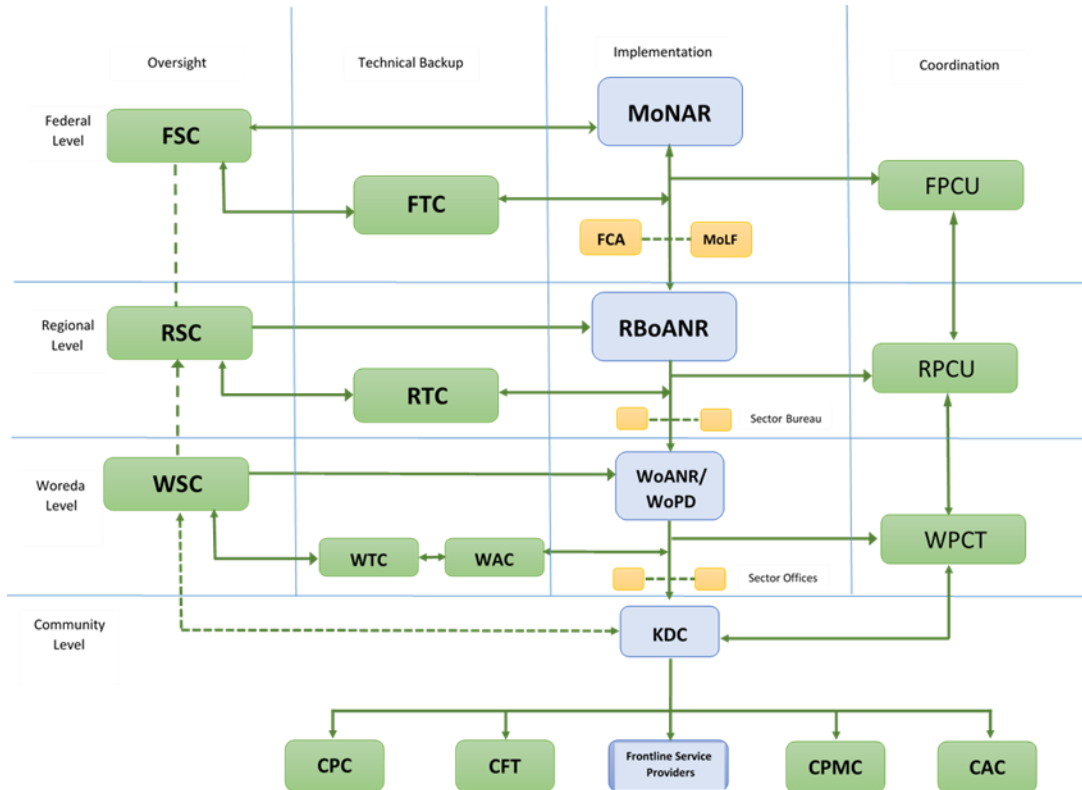 Oversight
Technical Backup
Implementation
Coordination
Federal
Level
FSC
MoNAR
FTC
FPCU
FCA
MoLF
Regional
Level
RSC
RBoANR
RTC
RPCU
Sector Bureau
Woreda
Level
WSC
WoANR/
WoPD
WTC
WAC
WPCT
Sector Offices
Community
Level
KDC
CPC
CFT
Frontline Service
Providers
CPMC
CAC